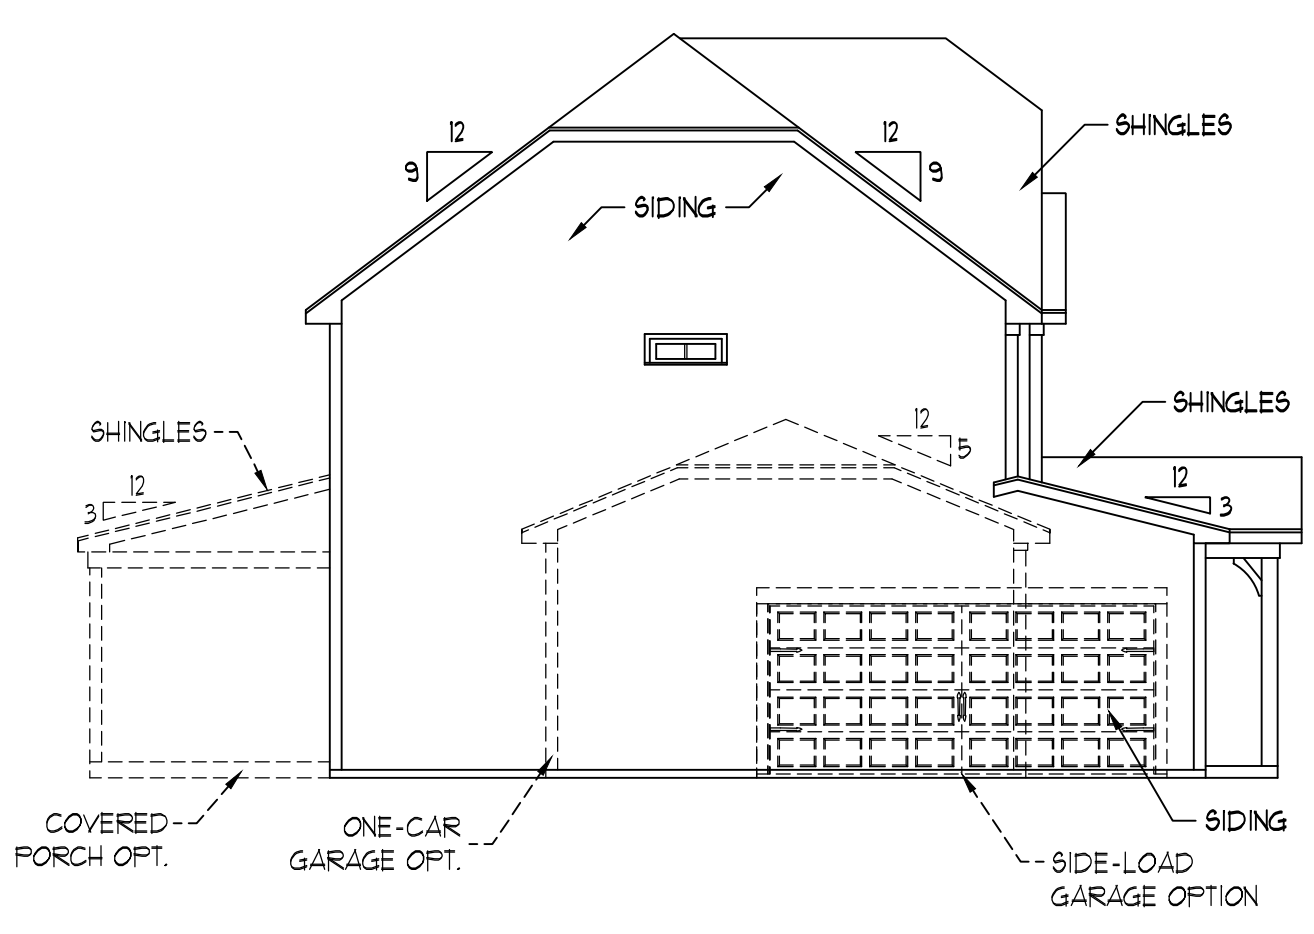 SHINGLES
12
12
9
9
SIDING
SHINGLES
12
5
SHINGLES
12
3
12
3
COVERED
PORCH OPT.
ONE-CAR
GARAGE OPT.
SIDING
SIDE-LOAD
GARAGE OPTION